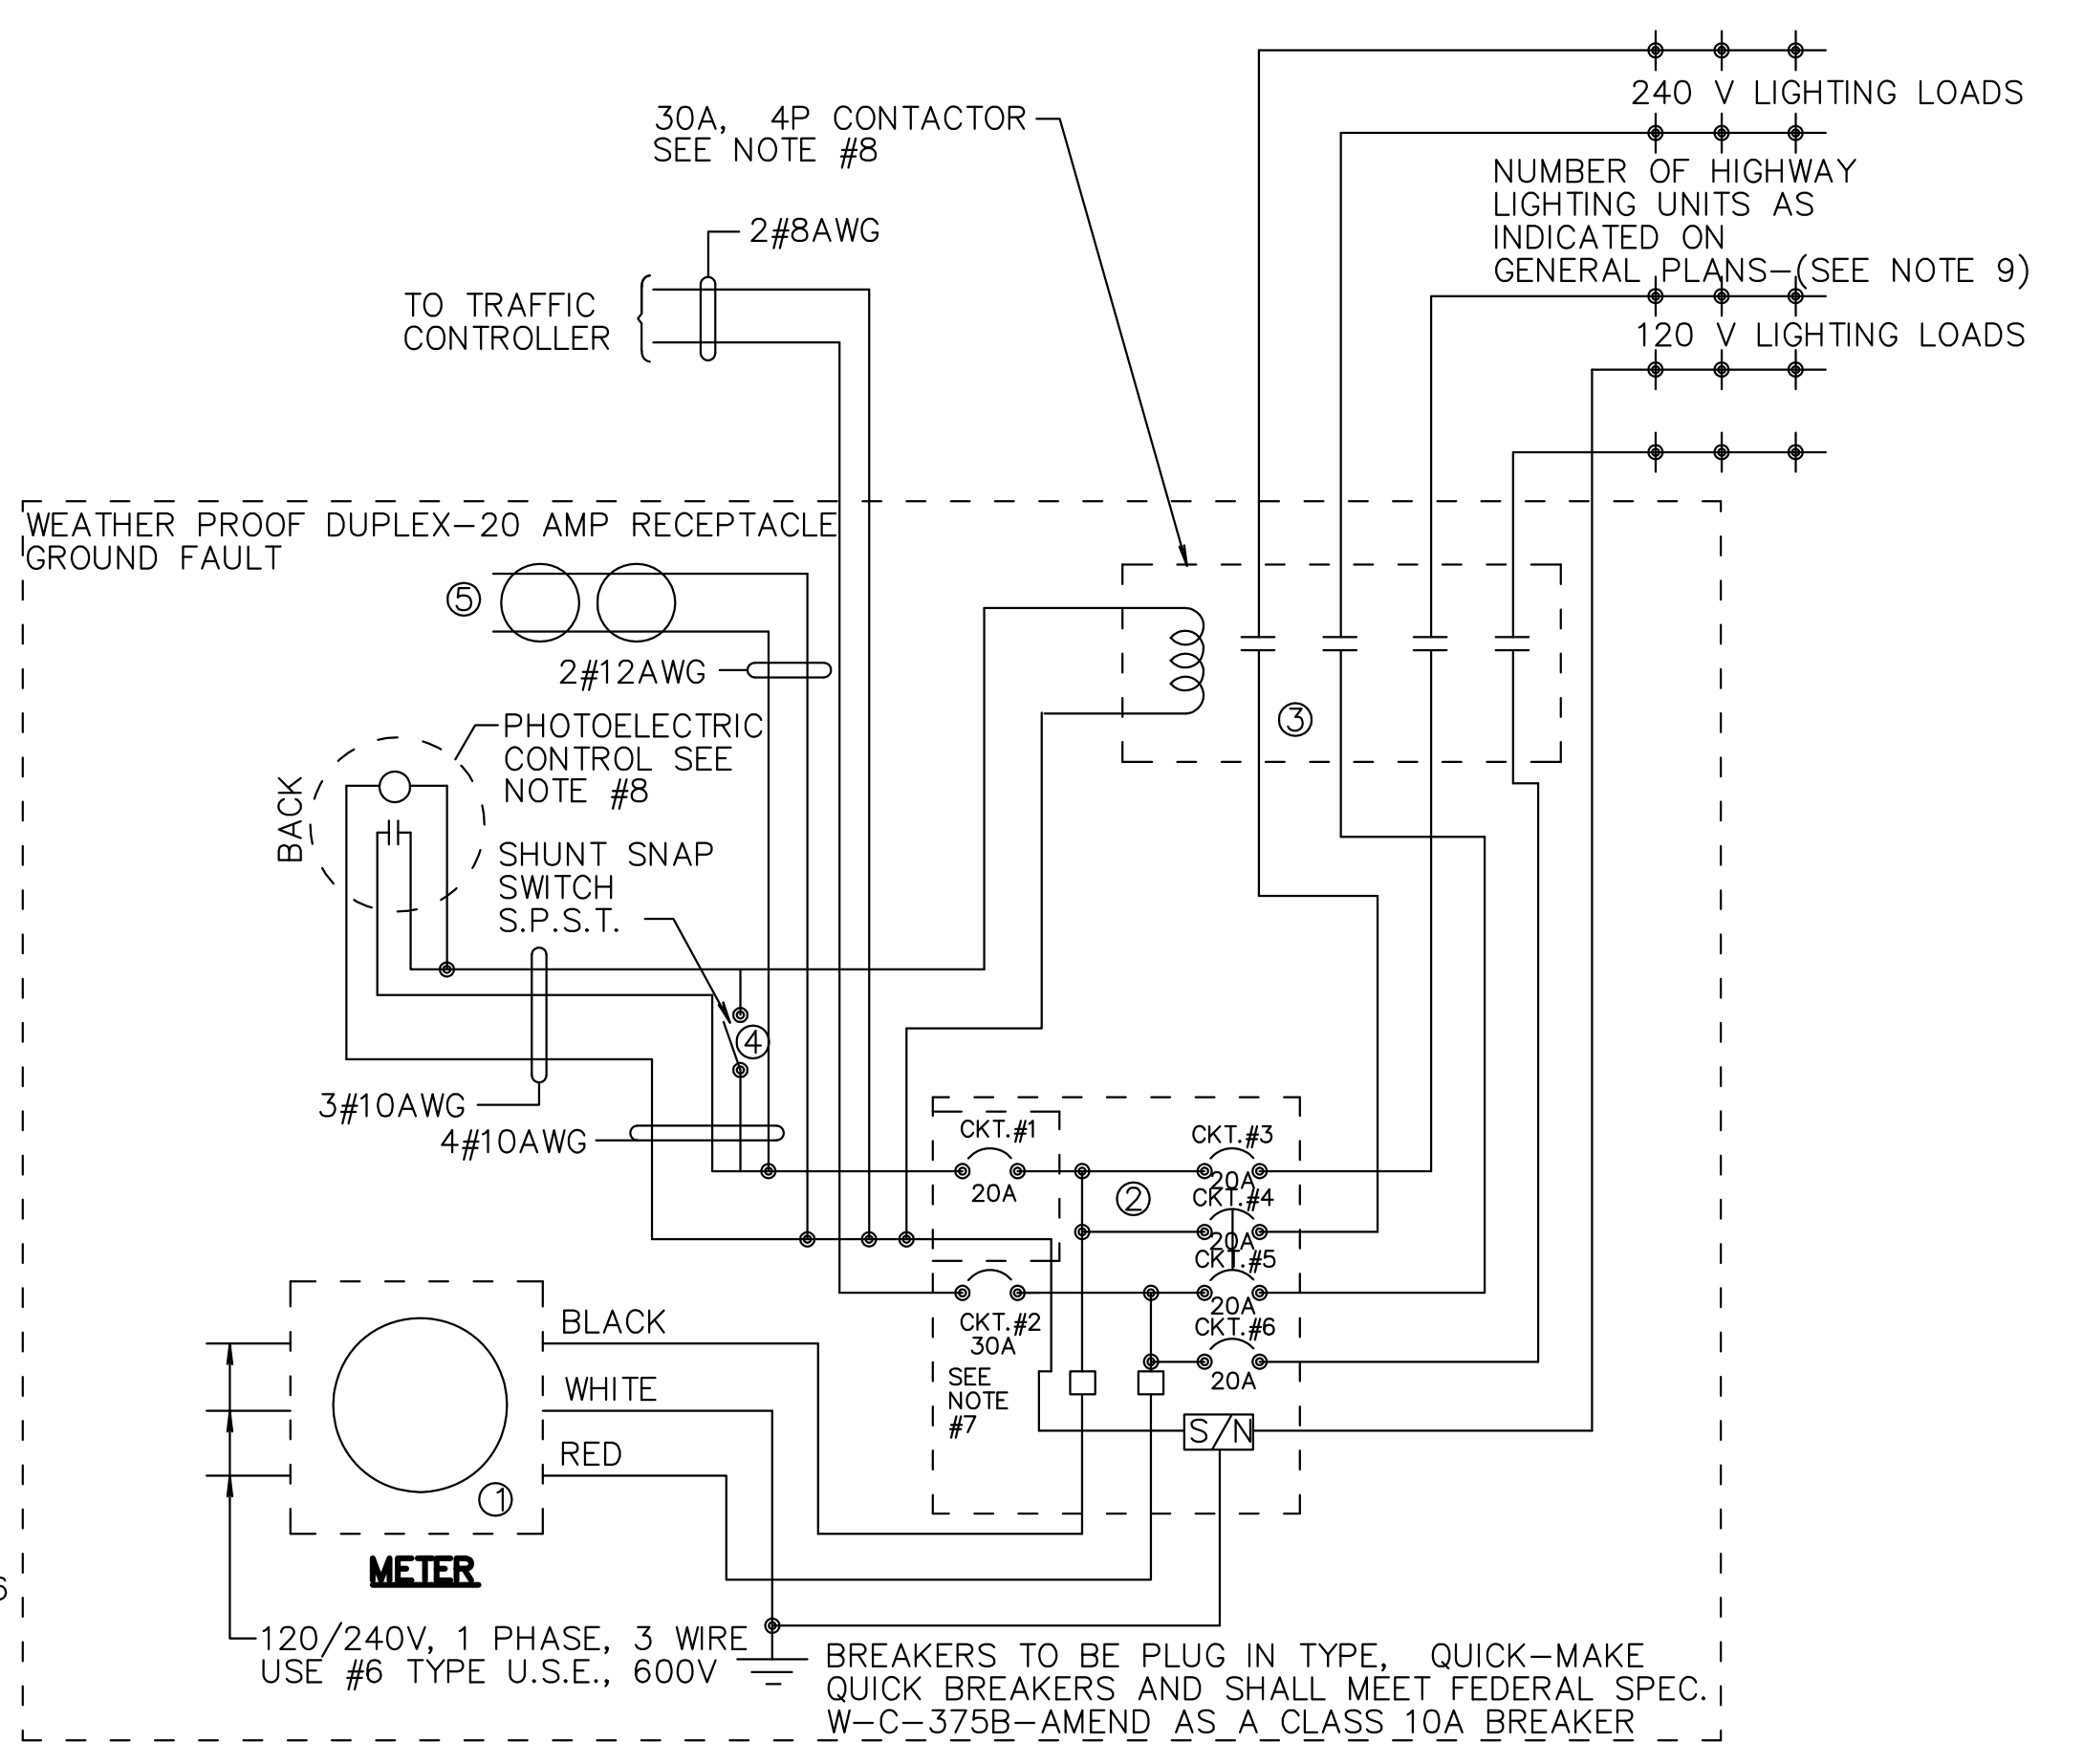 240 V LIGHTING LOADS
30A, 4P CONTACTOR
SEE NOTE #8
NUMBER OF HIGHWAY
LIGHTING UNITS AS
INDICATED ON
GENERAL PLANS-(SEE NOTE 9)
2#8AWG
TO TRAFFIC
CONTROLLER
120 V LIGHTING LOADS
WEATHER PROOF DUPLEX-20 AMP RECEPTACLE
GROUND FAULT
5
2#12AWG
3
PHOTOELECTRIC
CONTROL SEE
NOTE #8
BACK
SHUNT SNAP
SWITCH
S.P.S.T.
4
3#10AWG
4#10AWG
CKT.#1
20A
2
CKT.#3
20A
CKT.#4
20A
CKT.#5
20A
CKT.#6
20A
CKT.#2
30A
SEE
NOTE
#7
S/N
BLACK
WHITE
RED
1
METER
6
120/240V, 1 PHASE, 3 WIRE
USE #6 TYPE U.S.E., 600V
BREAKERS TO BE PLUG IN TYPE, QUICK-MAKE
QUICK BREAKERS AND SHALL MEET FEDERAL SPEC.
W-C-375B-AMEND AS A CLASS 10A BREAKER